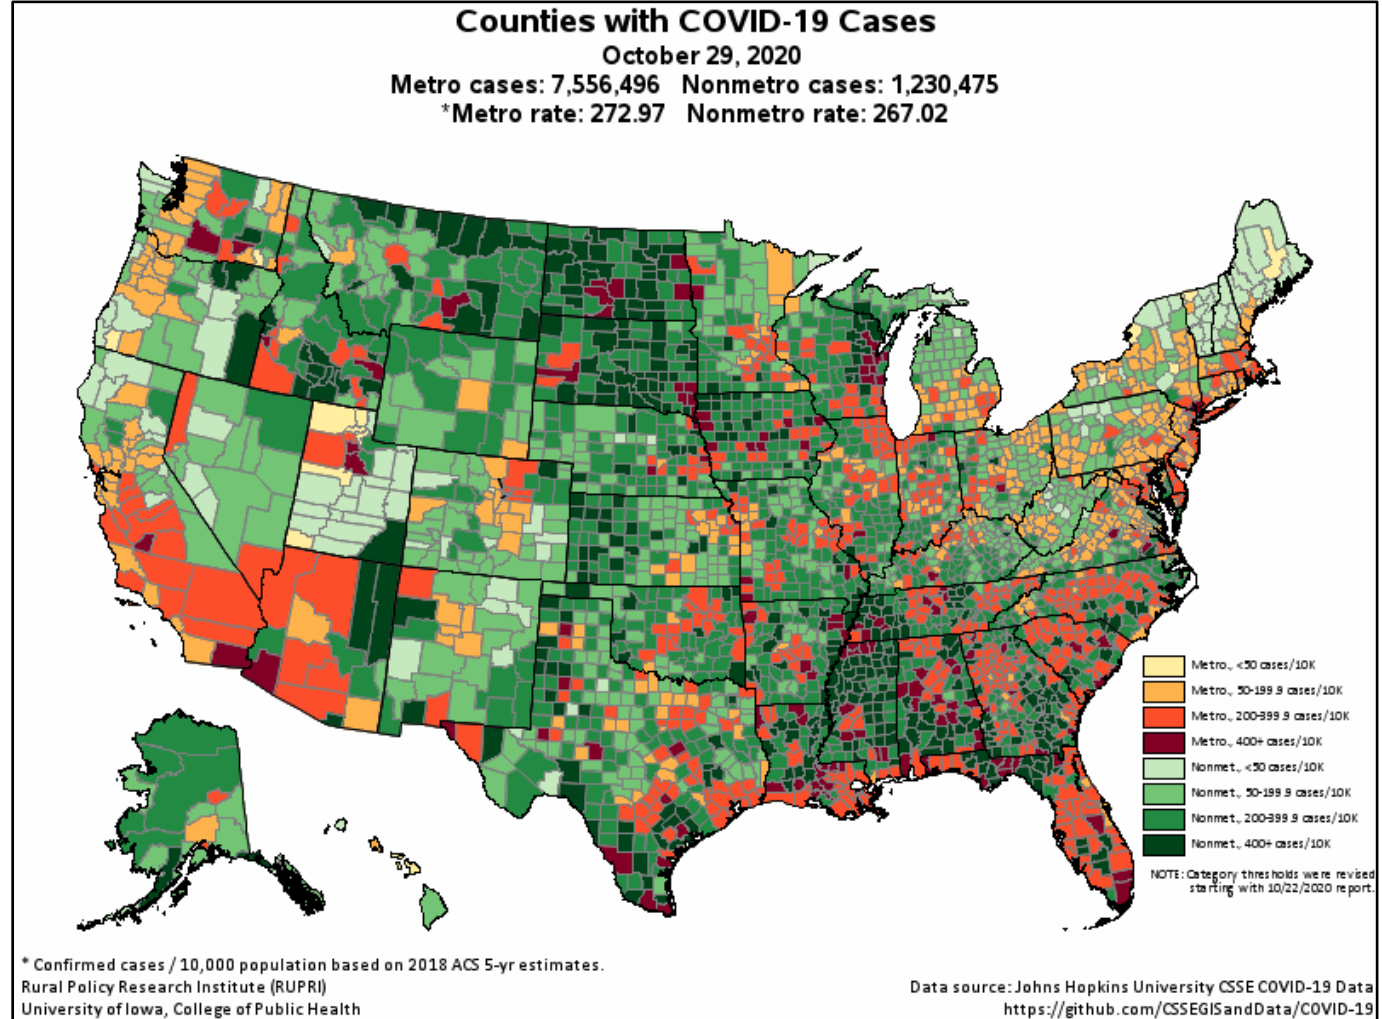 Counties with COVID-19 Cases
October 29, 2020
Metro cases: 7,556,496 Nonmetro cases: 1,230,475
*Metro rate: 272.97 Nonmetro rate: 267.02
Metro., <50 cases/10K
Metro., 50-199.9 cases/10K
Metro., 200-399.9 cases/10K
Metro., 400+ cases/10K
Nonmet., <50 cases/10K
Nonmet., 50-199.9 cases/10K
Nonmet., 200-399.9 cases/10K
Nonmet., 400+ cases/10K
NOTE: Category thresholds were revised
starting with 10/22/2020 report.
* Confirmed cases / 10,000 population based on 2018 ACS 5-yr estimates.
Rural Policy Research Institute (RUPRI)
University of Iowa, College of Public Health
Data source: Johns Hopkins University CSSE COVID-19 Data
https://github.com/CSSEGISandData/COVID-19